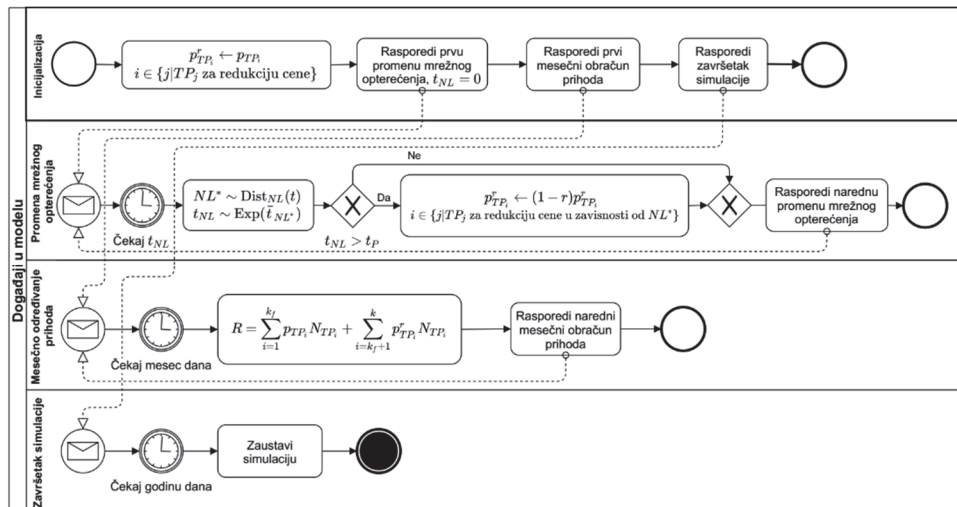 Događaji u modelu
Inicijalizacija
$p^r_{TP_i} \leftarrow p_{TP_i}$
$i \in \{j|TP_j$ za redukciju cene$\}$
Rasporedi prvu
promenu mrežnog
opterećenja, $t_{NL} = 0$
Rasporedi prvi
mesečni obračun
prihoda
Rasporedi
završetak
simulacije
Promena mrežnog
opterećenja
Čekaj $t_{NL}$
$NL^* \sim \mathrm{Dist}_{NL}(t)$
$t_{NL} \sim \mathrm{Exp}(\bar{t}_{NL^*})$
$t_{NL} > t_P$
Ne
Da
$p^r_{TP_i} \leftarrow (1-r)p^r_{TP_i}$
$i \in \{j|TP_j$ za redukciju cene u zavisnosti od $NL^*\}$
Rasporedi narednu
promenu mrežnog
opterećenja
Mesečno određivanje
prihoda
Čekaj mesec dana
$R = \sum_{i=1}^{k_f} p_{TP_i} N_{TP_i} + \sum_{i=k_f+1}^{k} p^r_{TP_i} N_{TP_i}$
Rasporedi naredni
mesečni obračun
prihoda
Završetak simulacije
Čekaj godinu dana
Zaustavi
simulaciju